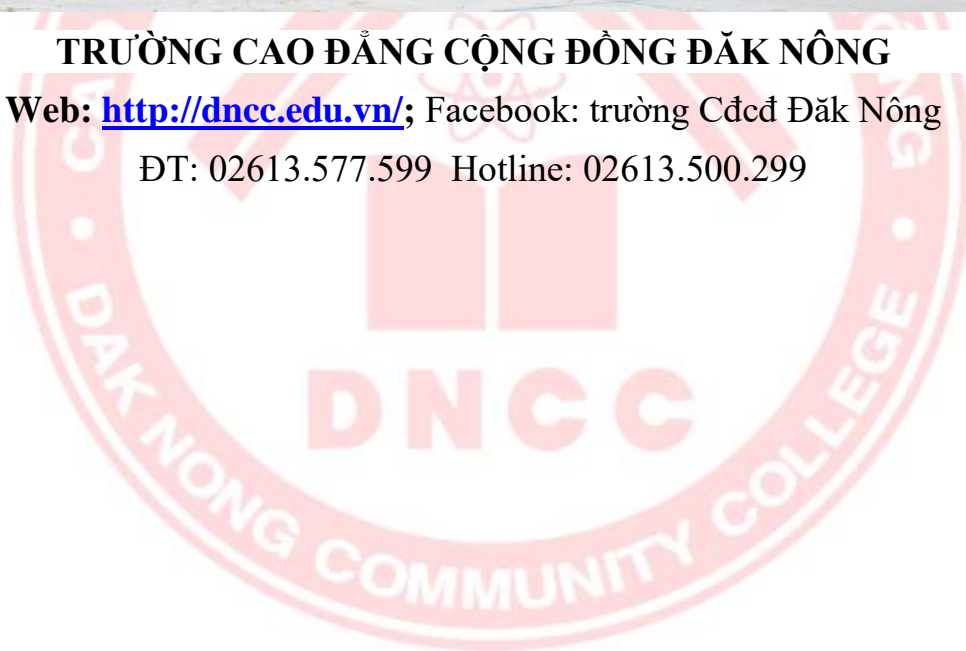 TRƯỜNG CAO ĐẲNG CỘNG ĐỒNG ĐĂK NÔNG
Web: http://dncc.edu.vn/; Facebook: trường Cđcđ Đăk Nông
ĐT: 02613.577.599 Hotline: 02613.500.299
DNCC
DAK NONG COMMUNITY COLLEGE